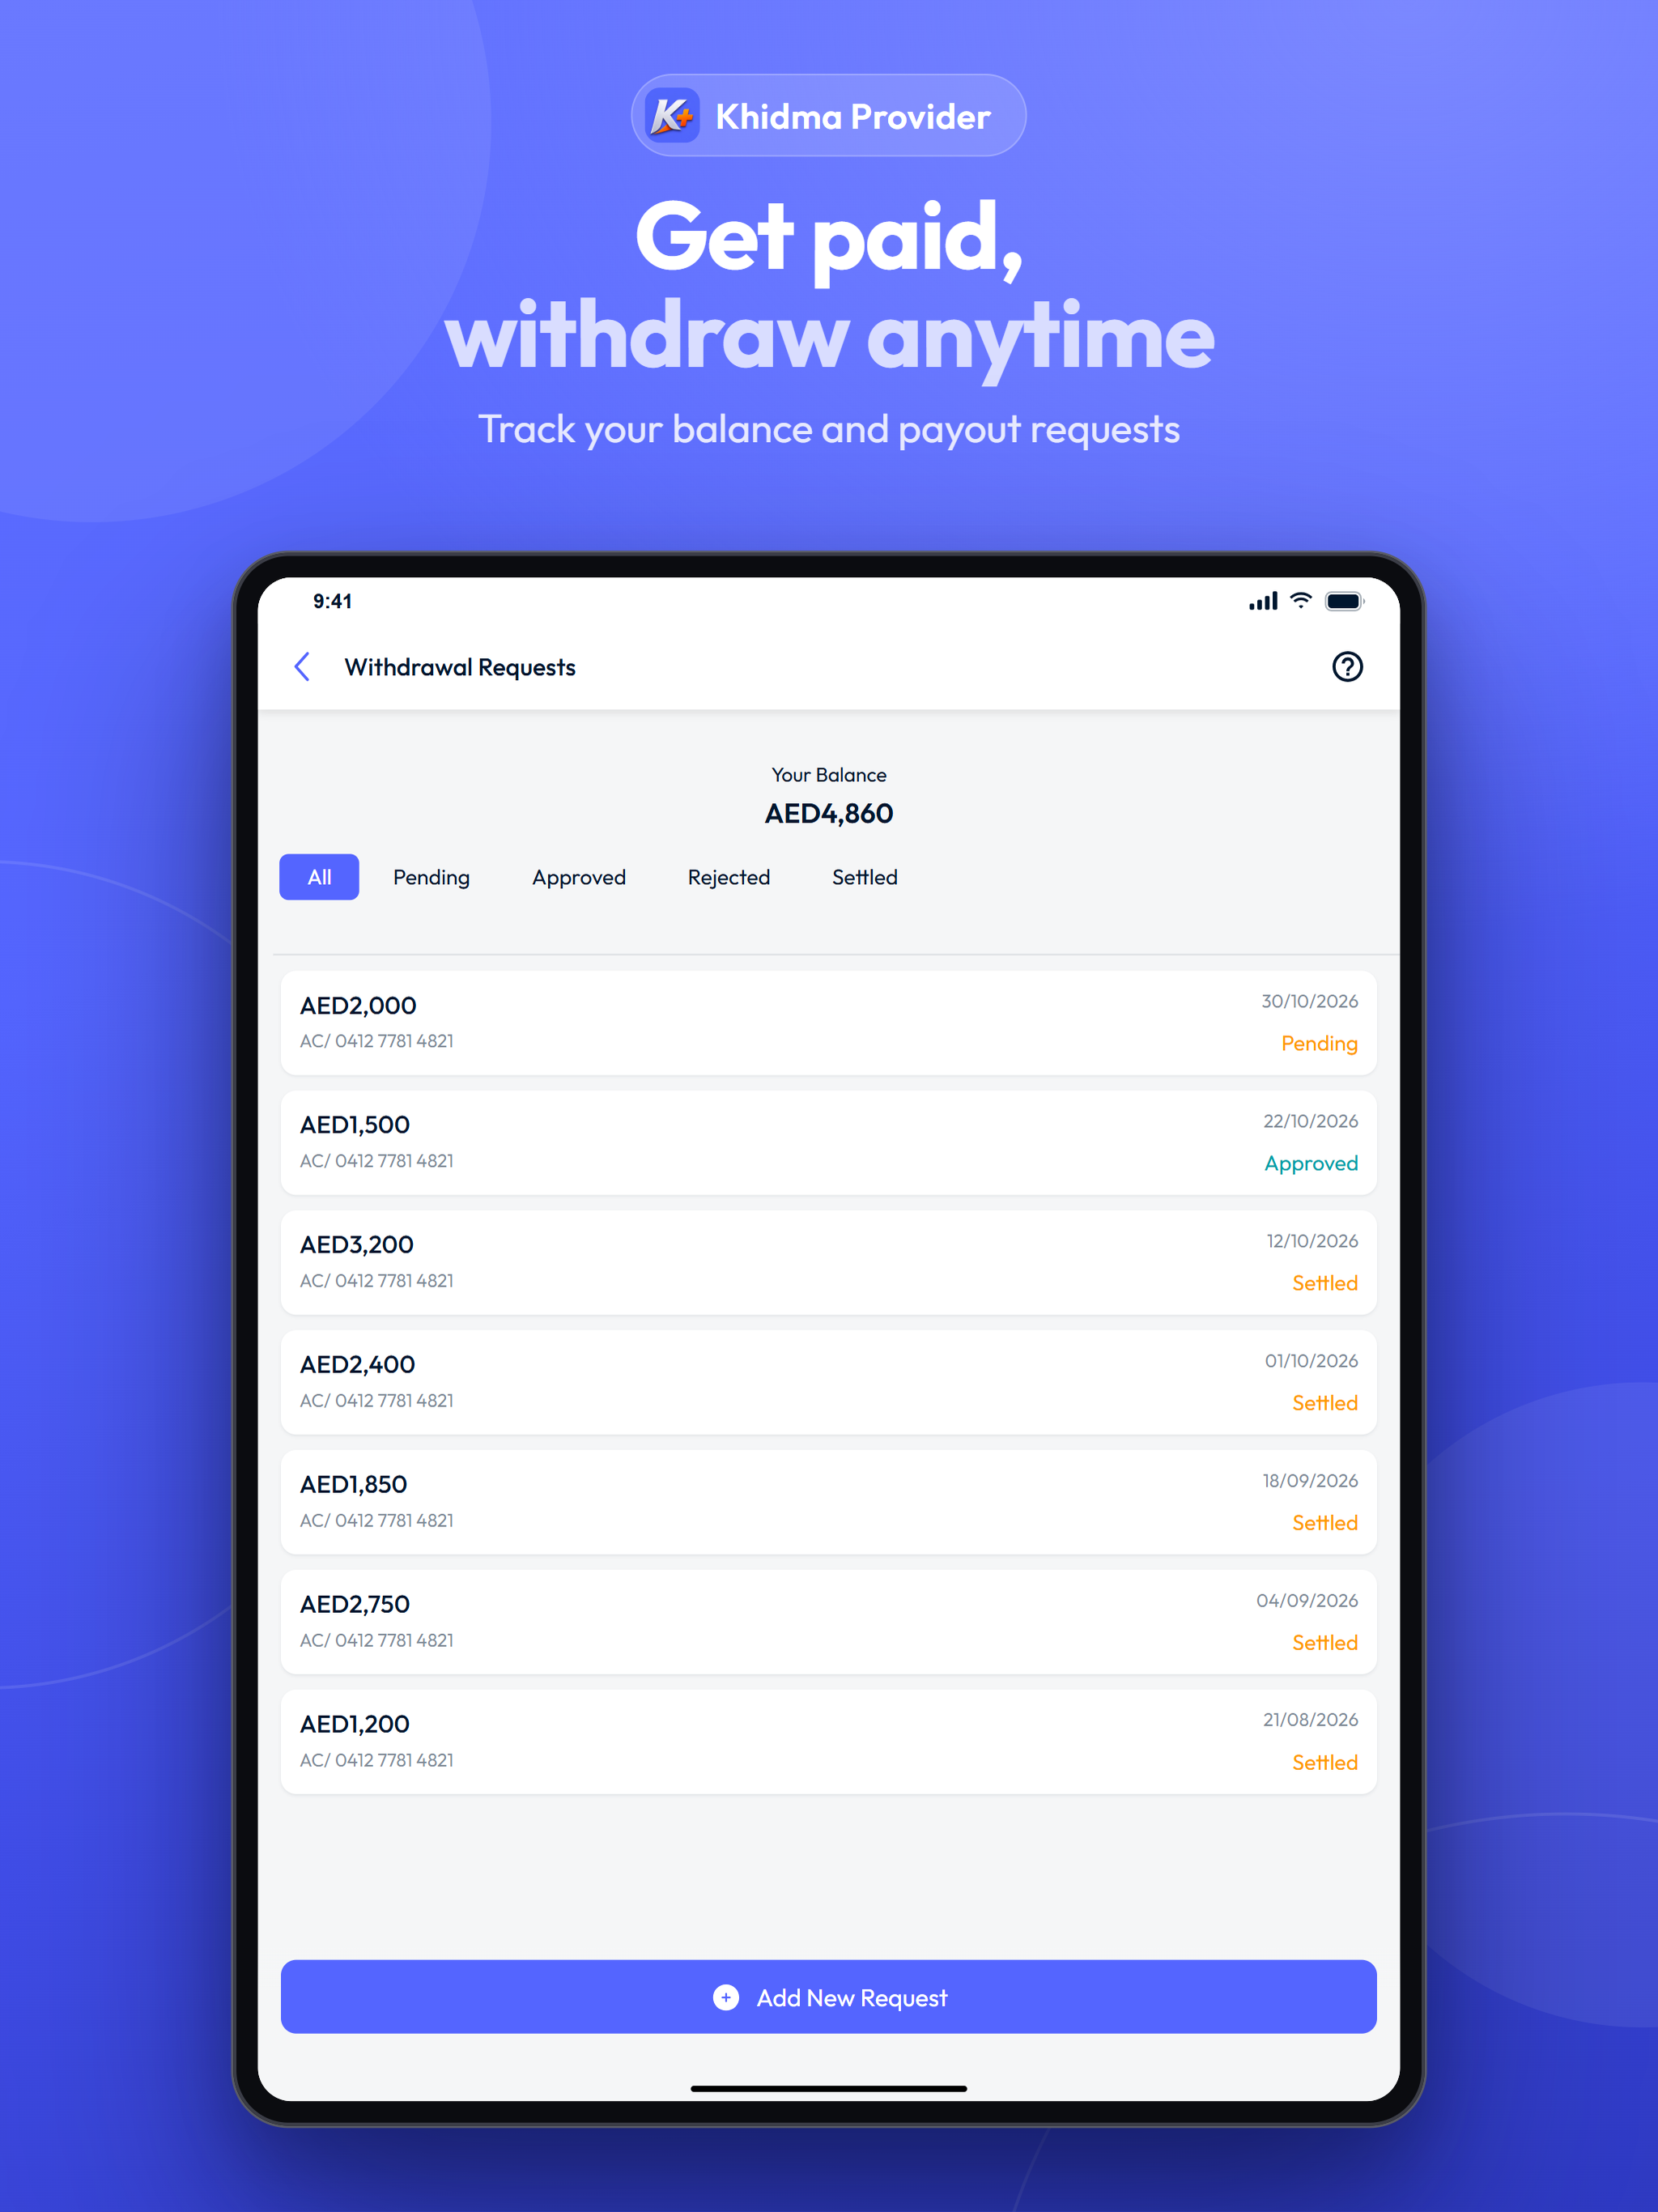 K+ Khidma Provider
Get paid,
withdraw anytime
Track your balance and payout requests
9:41
Withdrawal Requests
Your Balance
AED4,860
All Pending Approved Rejected Settled
AED2,000 30/10/2026
AC/ 0412 7781 4821 Pending
AED1,500 22/10/2026
AC/ 0412 7781 4821 Approved
AED3,200 12/10/2026
AC/ 0412 7781 4821 Settled
AED2,400 01/10/2026
AC/ 0412 7781 4821 Settled
AED1,850 18/09/2026
AC/ 0412 7781 4821 Settled
AED2,750 04/09/2026
AC/ 0412 7781 4821 Settled
AED1,200 21/08/2026
AC/ 0412 7781 4821 Settled
Add New Request